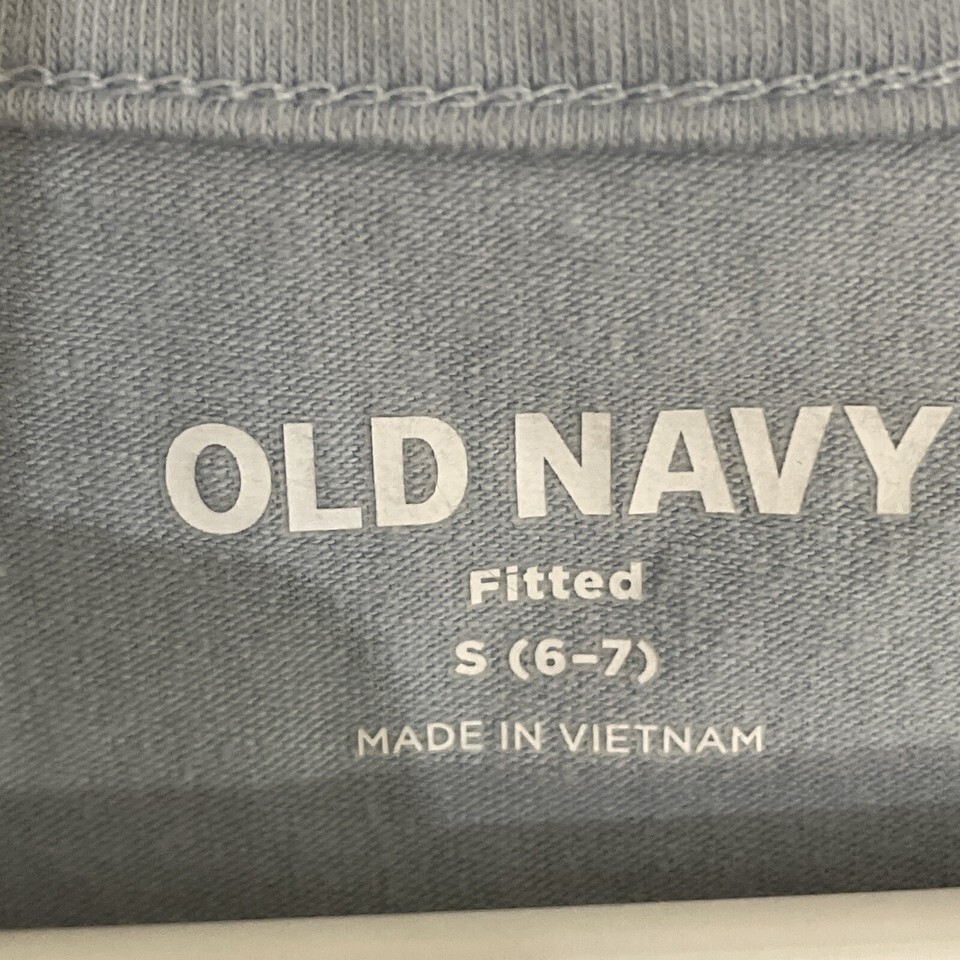 OLD NAVY
Fitted
S (6-7)
MADE IN VIETNAM